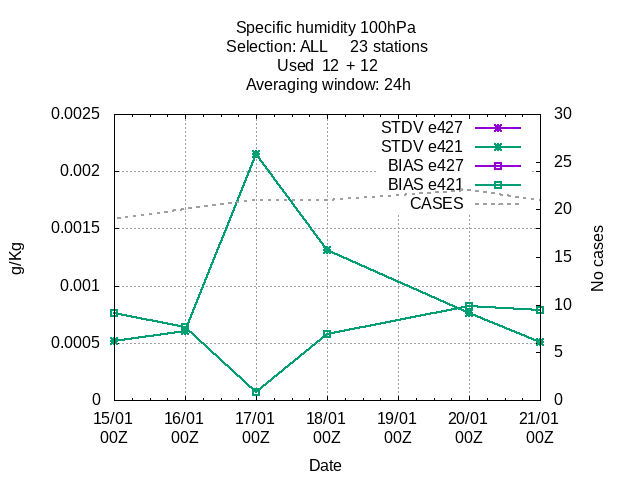 Specific humidity 100hPa
Selection: ALL 23 stations
Used 12 + 12
Averaging window: 24h
0.0025
0.002
0.0015
0.001
0.0005
0
g/Kg
30
25
20
15
10
5
0
No cases
STDV e427
STDV e421
BIAS e427
BIAS e421
CASES
15/01 16/01 17/01 18/01 19/01 20/01 21/01
00Z 00Z 00Z 00Z 00Z 00Z 00Z
Date